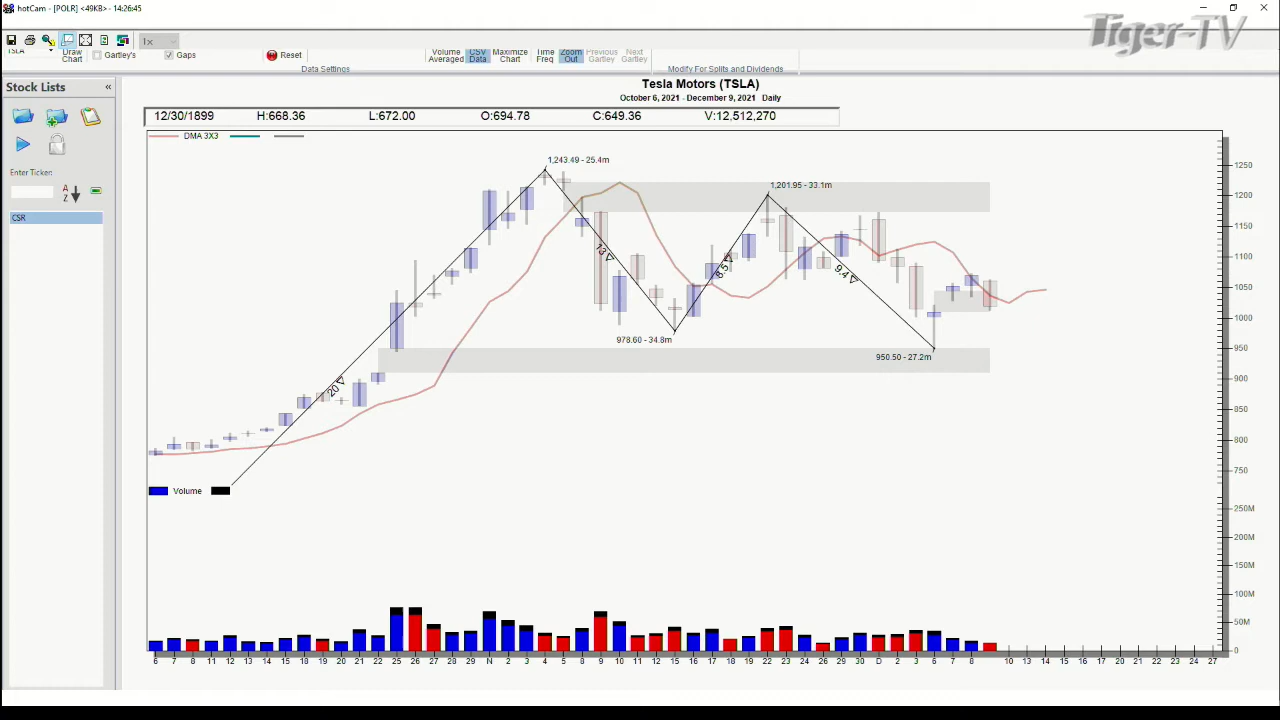 hotCam - [POLR] <49KB> - 14:26:45
Tiger-TV
1x
TSLA
Draw Chart
Gartley's
Gaps
Reset
Volume Averaged
CSV Data
Maximize Chart
Time Freq
Zoom Out
Previous Gartley
Next Gartley
Data Settings
Modify For Splits and Dividends
Stock Lists «
Enter Ticker:
A
Z
CSR
Tesla Motors (TSLA)
October 6, 2021 - December 9, 2021 Daily
12/30/1899 H:668.36 L:672.00 O:694.78 C:649.36 V:12,512,270
DMA 3X3
1,243.49 - 25.4m
1,201.95 - 33.1m
978.60 - 34.8m
950.50 - 27.2m
20
13
8.5
9.4
1250
1200
1150
1100
1050
1000
950
900
850
800
750
Volume
250M
200M
150M
100M
50M
0
6 7 8 11 12 13 14 15 18 19 20 21 22 25 26 27 28 29 N 2 3 4 5 8 9 10 11 12 15 16 17 18 19 22 23 24 26 29 30 D 2 3 6 7 8 10 13 14 15 16 17 20 21 22 23 24 27